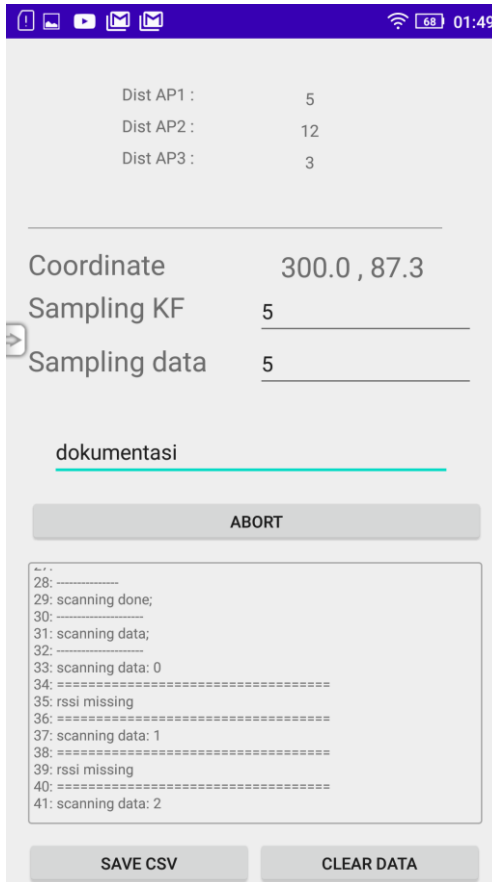 68 01:49
Dist AP1 : 5
Dist AP2 : 12
Dist AP3 : 3
Coordinate 300.0 , 87.3
Sampling KF 5
Sampling data 5
dokumentasi
ABORT
28: ---------------
29: scanning done;
30: ---------------------
31: scanning data;
32: ---------------------
33: scanning data: 0
34: ===================================
35: rssi missing
36: ===================================
37: scanning data: 1
38: ===================================
39: rssi missing
40: ===================================
41: scanning data: 2
SAVE CSV CLEAR DATA